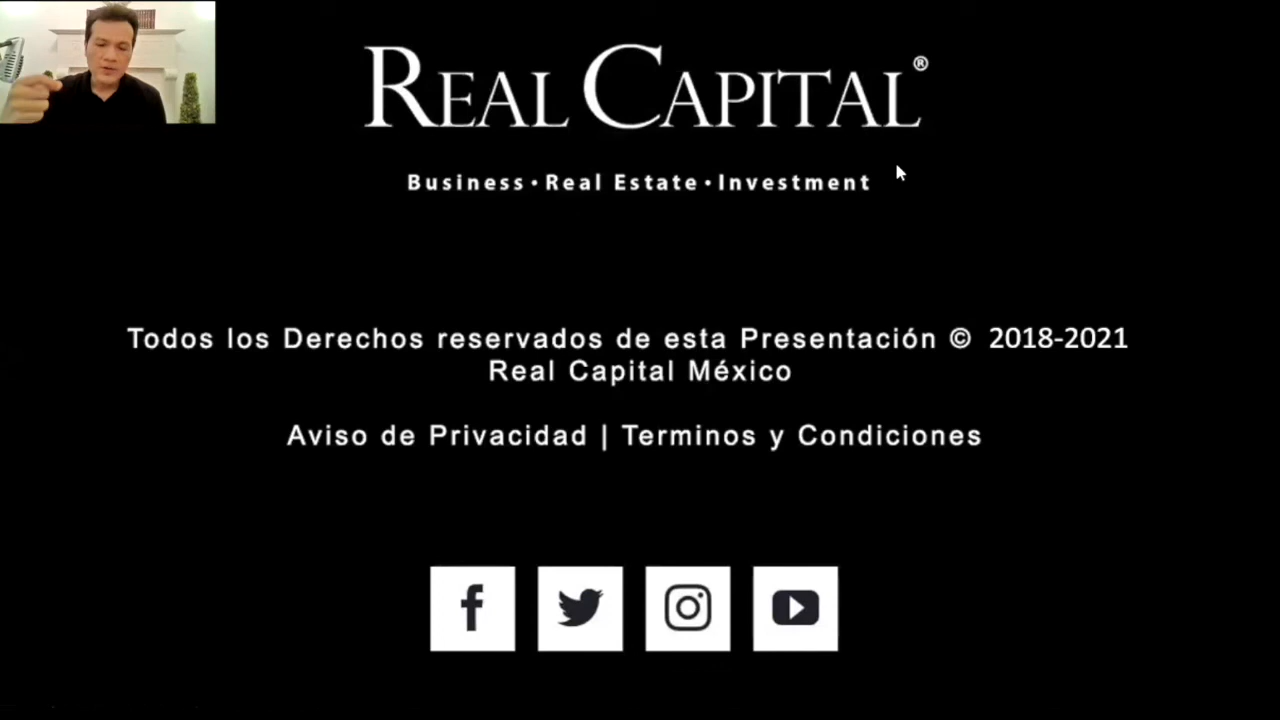 REAL CAPITAL®
Business・Real Estate・Investment
Todos los Derechos reservados de esta Presentación © 2018-2021
Real Capital México
Aviso de Privacidad | Terminos y Condiciones